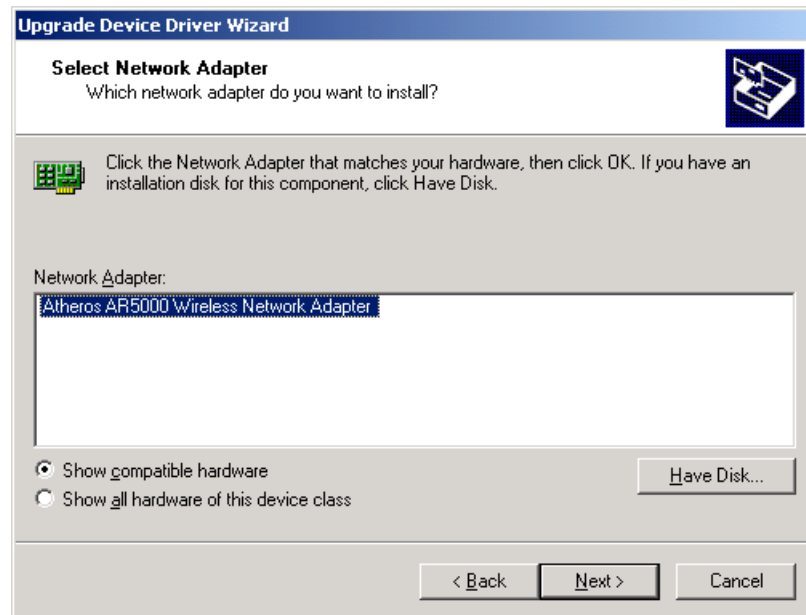 Upgrade Device Driver Wizard
Select Network Adapter
Which network adapter do you want to install?
Click the Network Adapter that matches your hardware, then click OK. If you have an
installation disk for this component, click Have Disk.
Network Adapter:
Atheros AR5000 Wireless Network Adapter
Show compatible hardware
Show all hardware of this device class
Have Disk...
< Back
Next >
Cancel